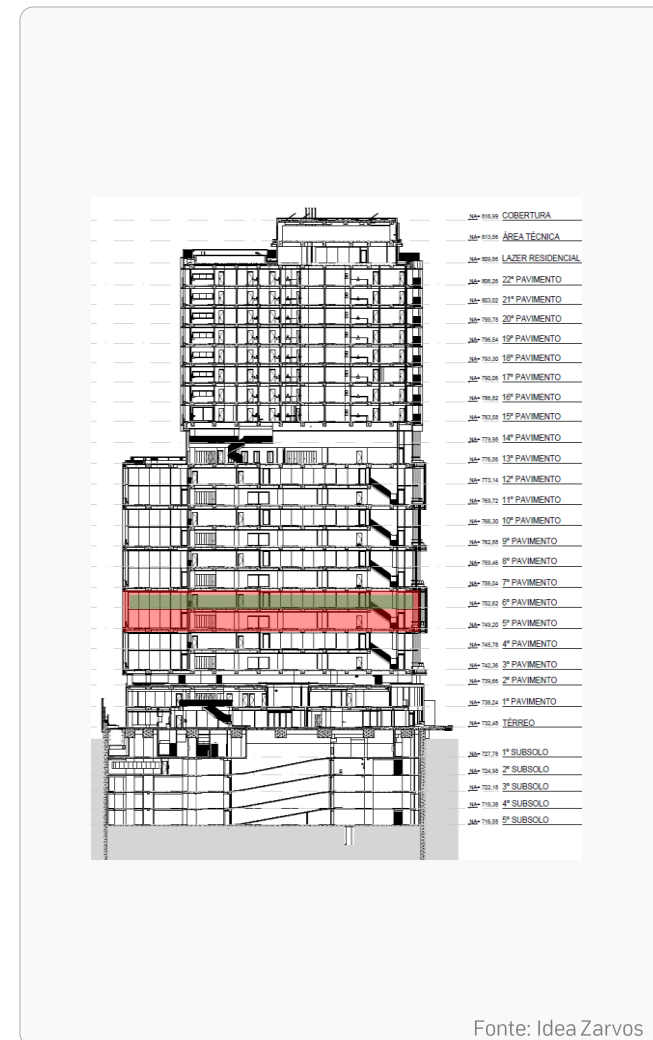 NA= 816,99 COBERTURA
NA= 813,56 ÁREA TÉCNICA
NA= 809,86 LAZER RESIDENCIAL
NA= 806,26 22º PAVIMENTO
NA= 803,02 21º PAVIMENTO
NA= 799,78 20º PAVIMENTO
NA= 796,54 19º PAVIMENTO
NA= 793,30 18º PAVIMENTO
NA= 790,06 17º PAVIMENTO
NA= 786,82 16º PAVIMENTO
NA= 783,58 15º PAVIMENTO
NA= 779,98 14º PAVIMENTO
NA= 776,56 13º PAVIMENTO
NA= 773,14 12º PAVIMENTO
NA= 769,72 11º PAVIMENTO
NA= 766,30 10º PAVIMENTO
NA= 762,88 9º PAVIMENTO
NA= 759,46 8º PAVIMENTO
NA= 756,04 7º PAVIMENTO
NA= 752,62 6º PAVIMENTO
NA= 749,20 5º PAVIMENTO
NA= 745,78 4º PAVIMENTO
NA= 742,36 3º PAVIMENTO
NA= 739,66 2º PAVIMENTO
NA= 736,24 1º PAVIMENTO
NA= 732,48 TÉRREO
NA= 727,78 1º SUBSOLO
NA= 724,98 2º SUBSOLO
NA= 722,18 3º SUBSOLO
NA= 719,38 4º SUBSOLO
NA= 716,58 5º SUBSOLO
Fonte: Idea Zarvos